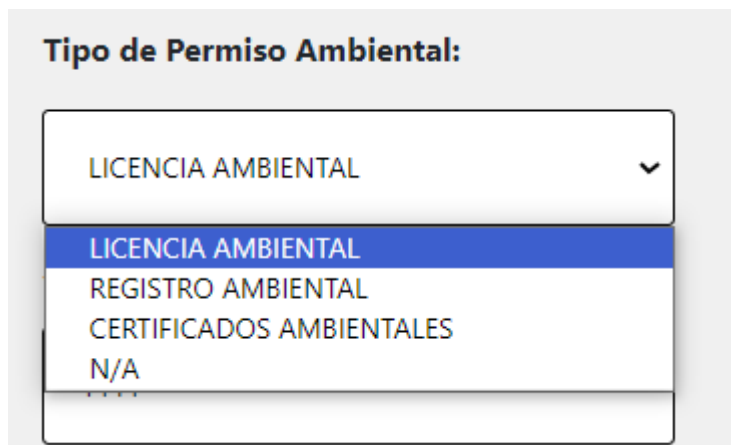 Tipo de Permiso Ambiental:
LICENCIA AMBIENTAL
LICENCIA AMBIENTAL
REGISTRO AMBIENTAL
CERTIFICADOS AMBIENTALES
N/A